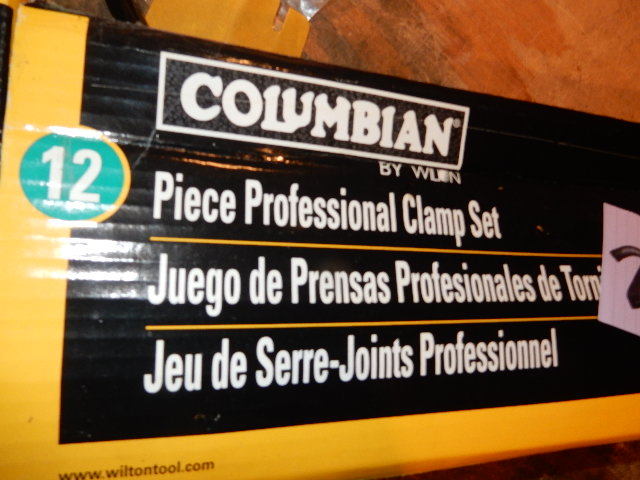 COLUMBIAN®
BY WILTON
12
Piece Professional Clamp Set
Juego de Prensas Profesionales de
Jeu de Serre-Joints Professionnel
www.wiltontool.com